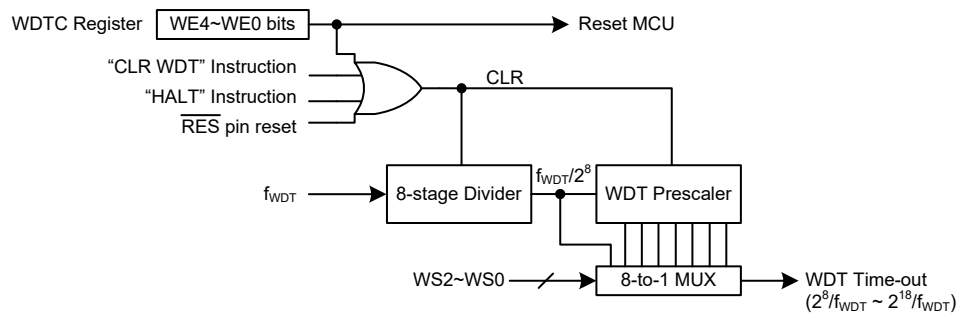 WDTC Register WE4~WE0 bits Reset MCU
“CLR WDT” Instruction
CLR
“HALT” Instruction
RES pin reset
fWDT/2^8
fWDT 8-stage Divider WDT Prescaler
WS2~WS0 8-to-1 MUX WDT Time-out
(2^8/fWDT ~ 2^18/fWDT)